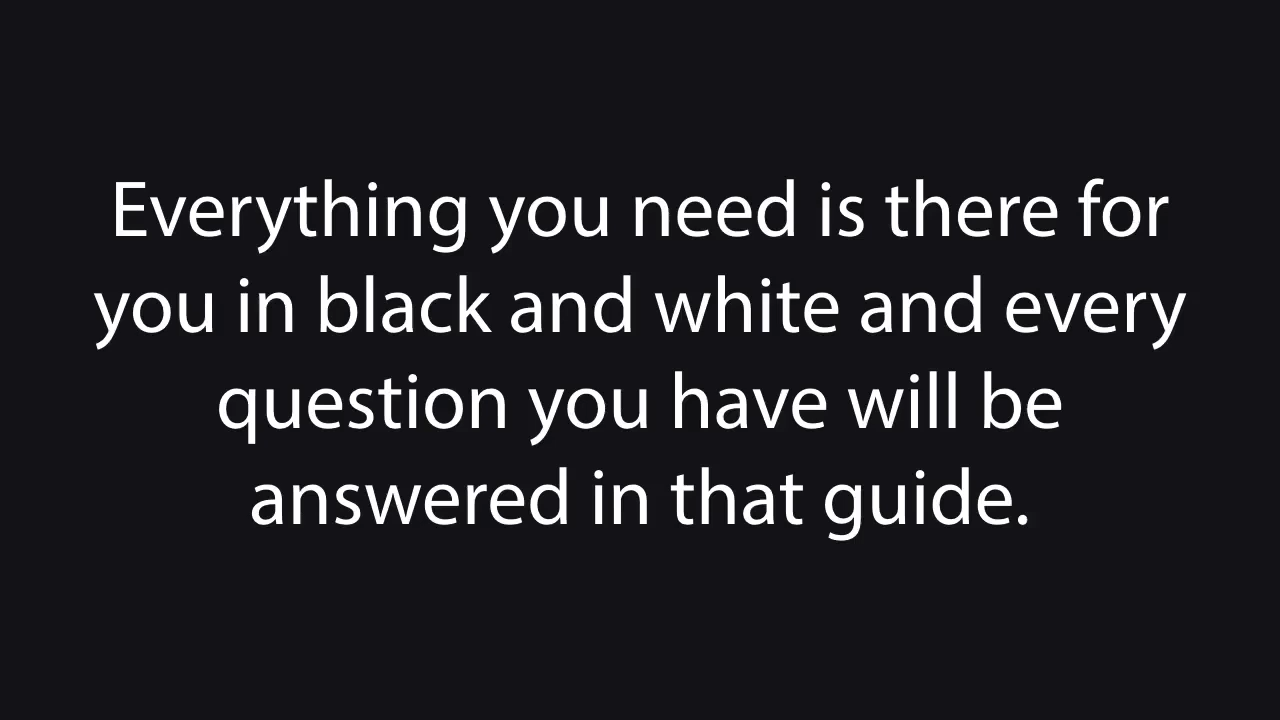 Everything you need is there for
you in black and white and every
question you have will be
answered in that guide.